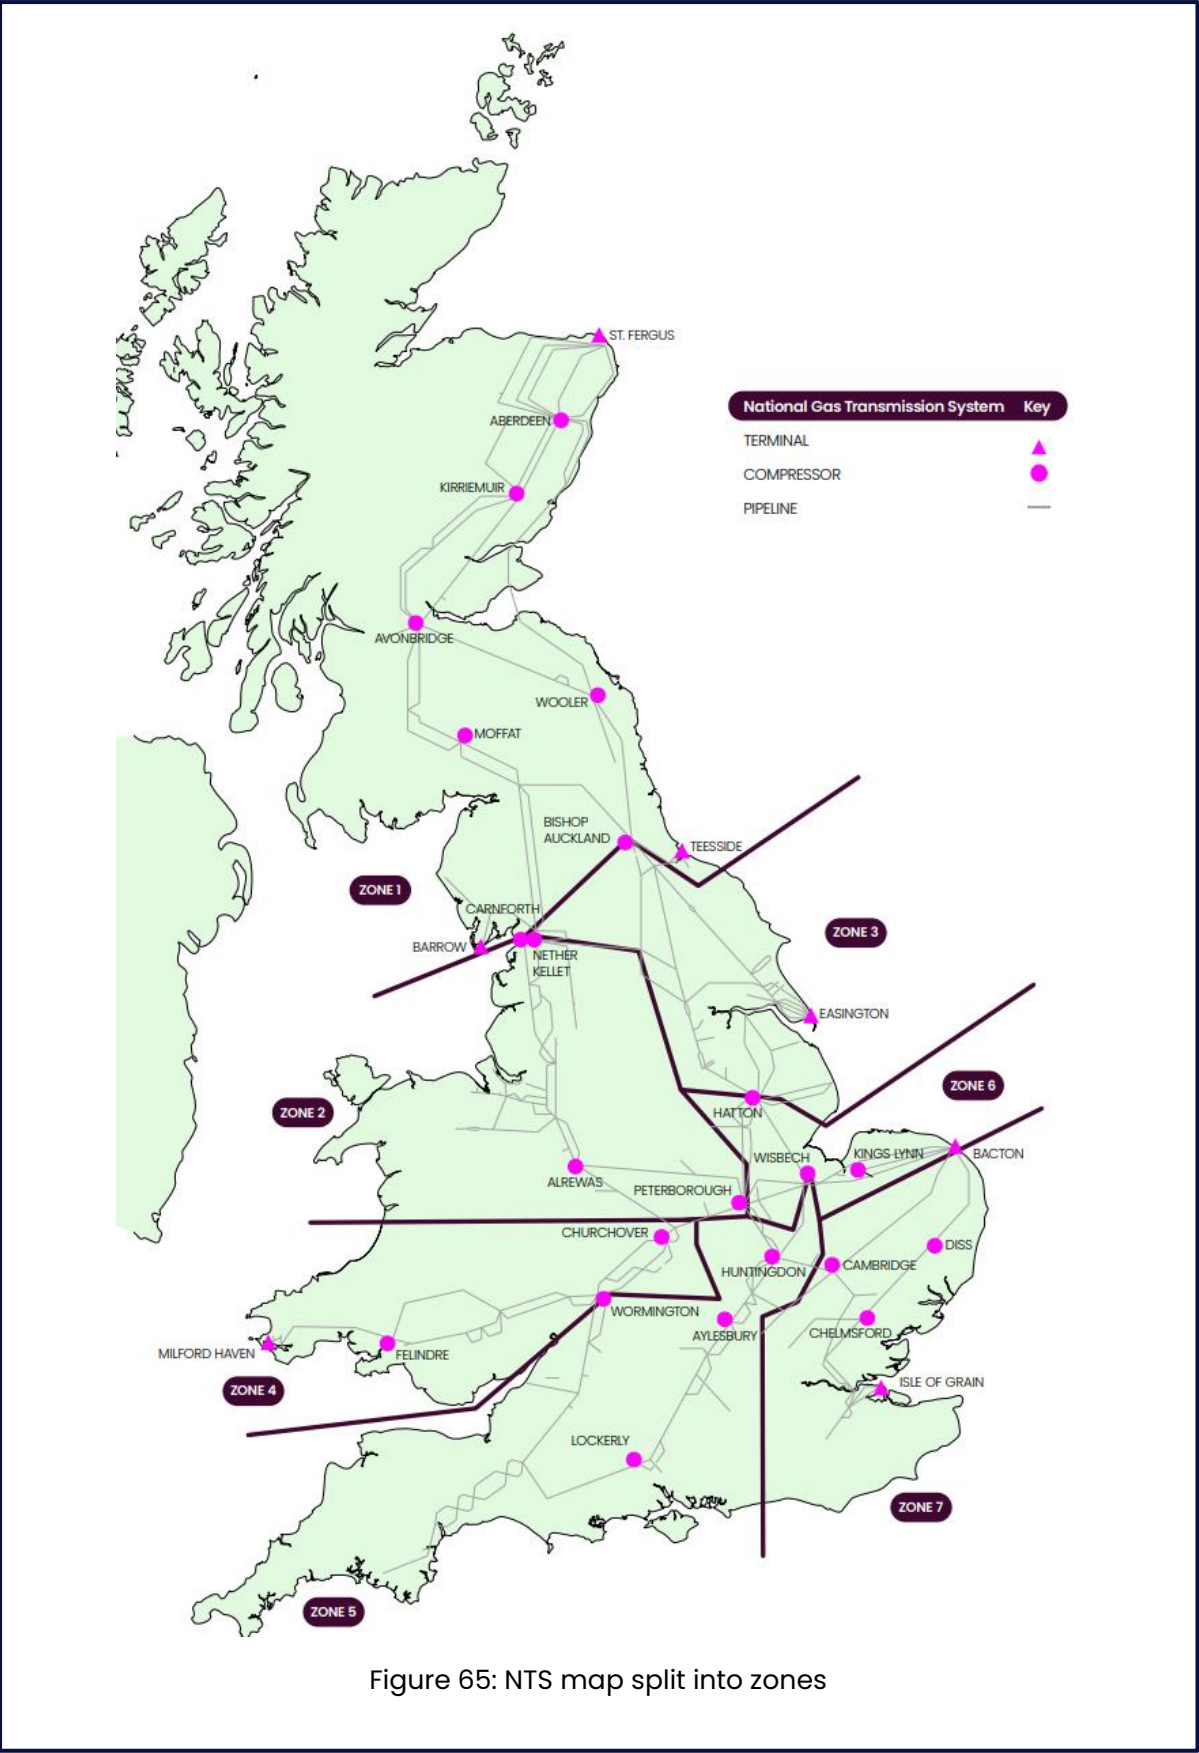 ST. FERGUS
National Gas Transmission System Key
TERMINAL
COMPRESSOR
PIPELINE
ABERDEEN
KIRRIEMUIR
AVONBRIDGE
WOOLER
MOFFAT
BISHOP
AUCKLAND
TEESSIDE
ZONE 1
CARNFORTH
ZONE 3
BARROW
NETHER
KELLET
EASINGTON
ZONE 6
ZONE 2
HATTON
WISBECH
KINGS LYNN
BACTON
ALREWAS
PETERBOROUGH
CHURCHOVER
DISS
HUNTINGDON
CAMBRIDGE
WORMINGTON
AYLESBURY
CHELMSFORD
MILFORD HAVEN
FELINDRE
ZONE 4
ISLE OF GRAIN
LOCKERLY
ZONE 7
ZONE 5
Figure 65: NTS map split into zones